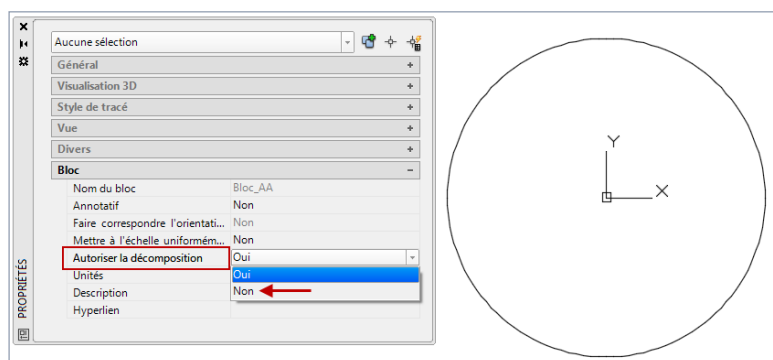 Aucune sélection
Général
Visualisation 3D
Style de tracé
Vue
Divers
Bloc
Nom du bloc Bloc_AA
Annotatif Non
Faire correspondre l'orientati... Non
Mettre à l'échelle uniformém... Non
Autoriser la décomposition Oui
Unités Oui
Description Non
Hyperlien
PROPRIÉTÉS
Y
X